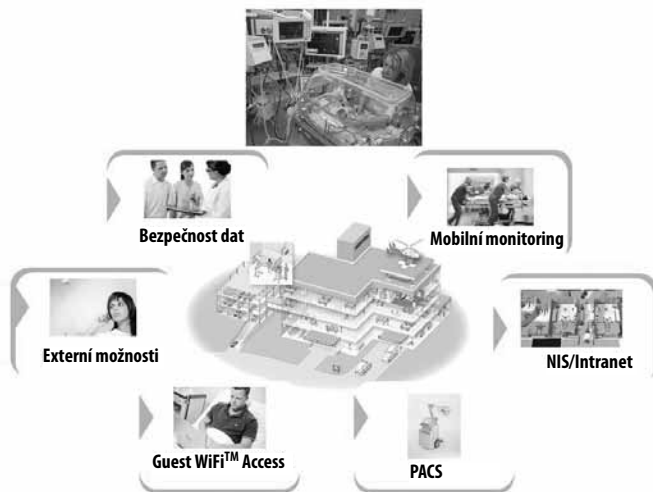 Bezpečnost dat
Mobilní monitoring
Externí možnosti
NIS/Intranet
Guest WiFi™ Access
PACS